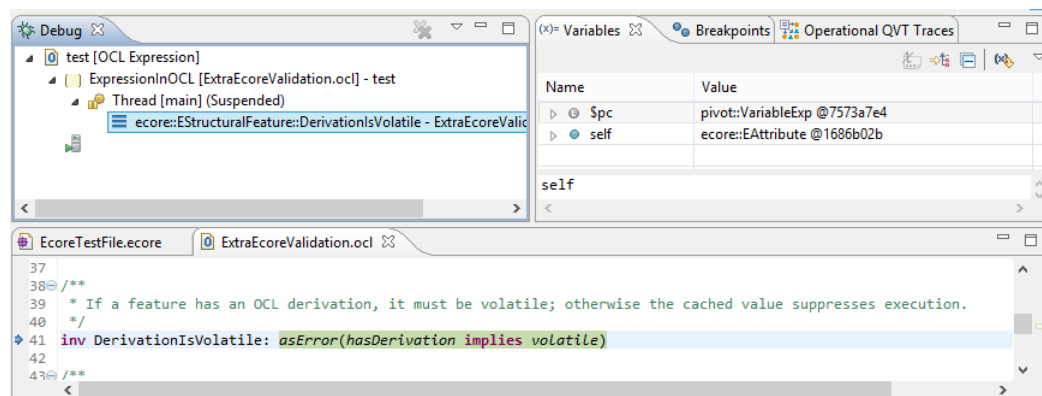 Debug
test [OCL Expression]
ExpressionInOCL [ExtraEcoreValidation.ocl] - test
Thread [main] (Suspended)
ecore::EStructuralFeature::DerivationIsVolatile - ExtraEcoreValic
(x)= Variables
Breakpoints
Operational QVT Traces
Name Value
$pc pivot::VariableExp @7573a7e4
self ecore::EAttribute @1686b02b
self
EcoreTestFile.ecore
ExtraEcoreValidation.ocl
37
38 /**
39 * If a feature has an OCL derivation, it must be volatile; otherwise the cached value suppresses execution.
40 */
41 inv DerivationIsVolatile: asError(hasDerivation implies volatile)
42
43 /**